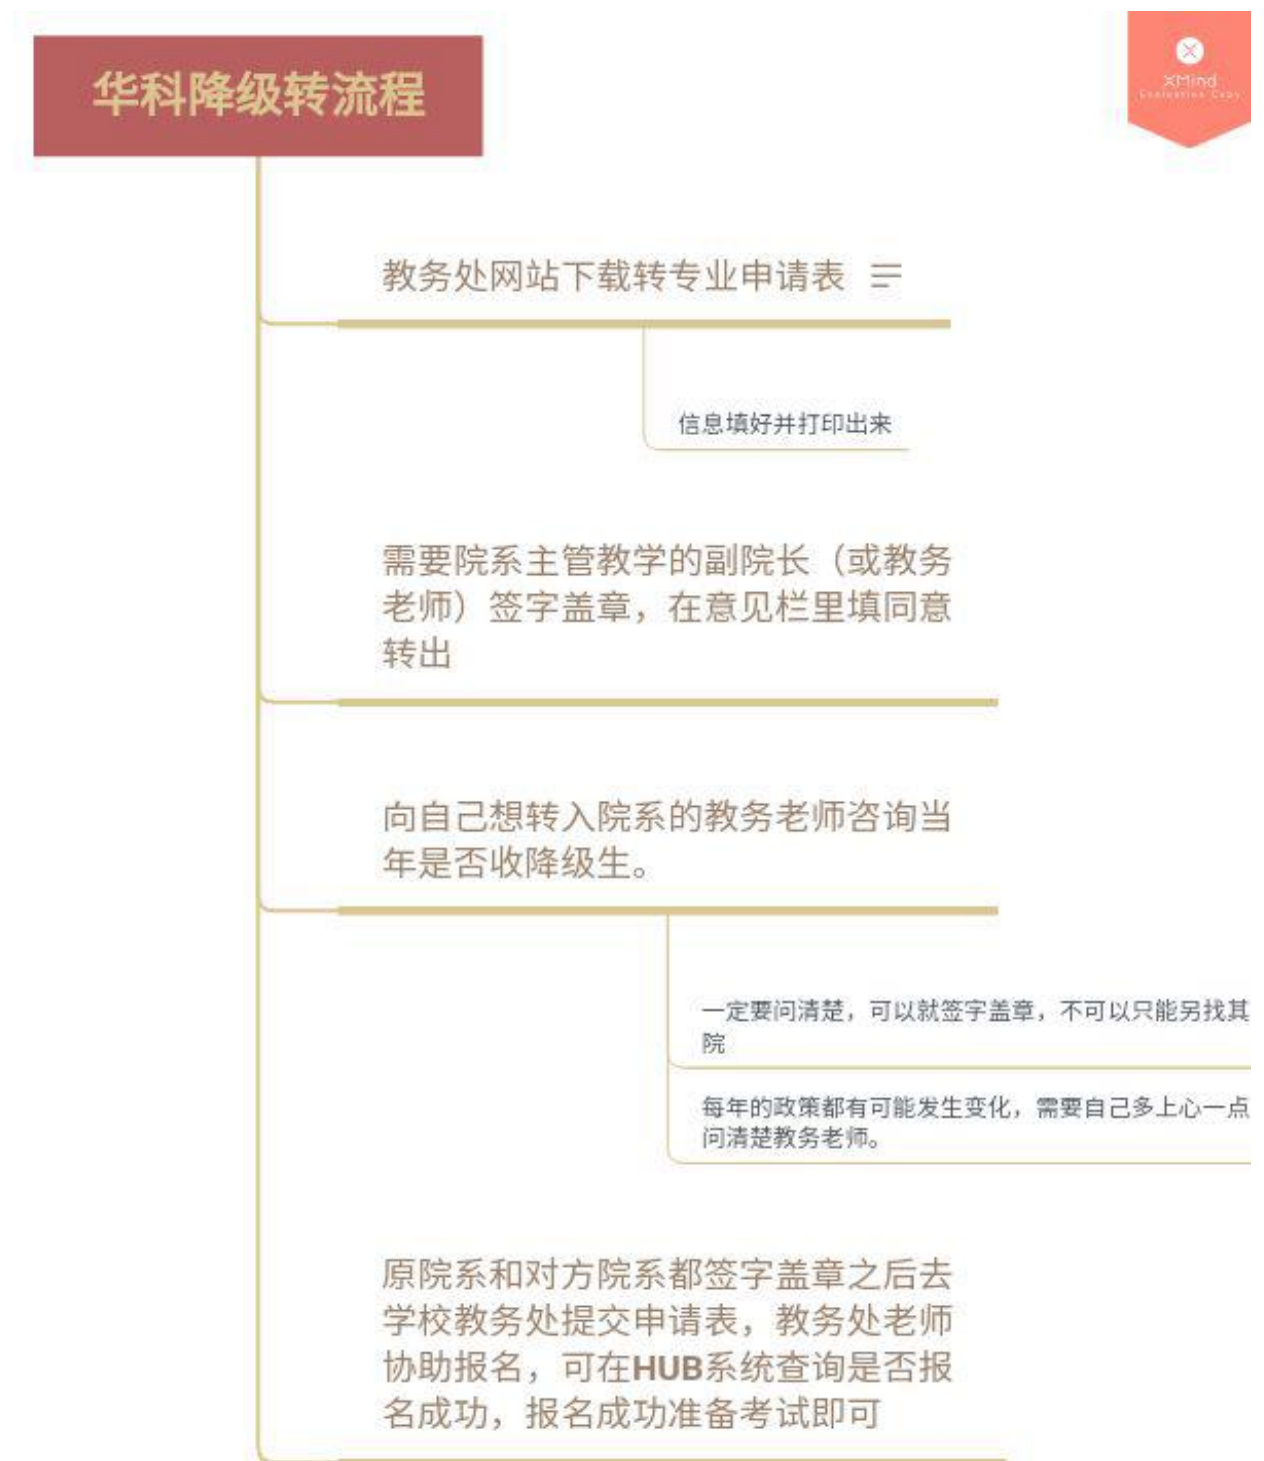 华科降级转流程
XMind
Evaluation Copy
教务处网站下载转专业申请表
信息填好并打印出来
需要院系主管教学的副院长（或教务
老师）签字盖章，在意见栏里填同意
转出
向自己想转入院系的教务老师咨询当
年是否收降级生。
一定要问清楚，可以就签字盖章，不可以只能另找其
院
每年的政策都有可能发生变化，需要自己多上心一点
问清楚教务老师。
原院系和对方院系都签字盖章之后去
学校教务处提交申请表，教务处老师
协助报名，可在HUB系统查询是否报
名成功，报名成功准备考试即可